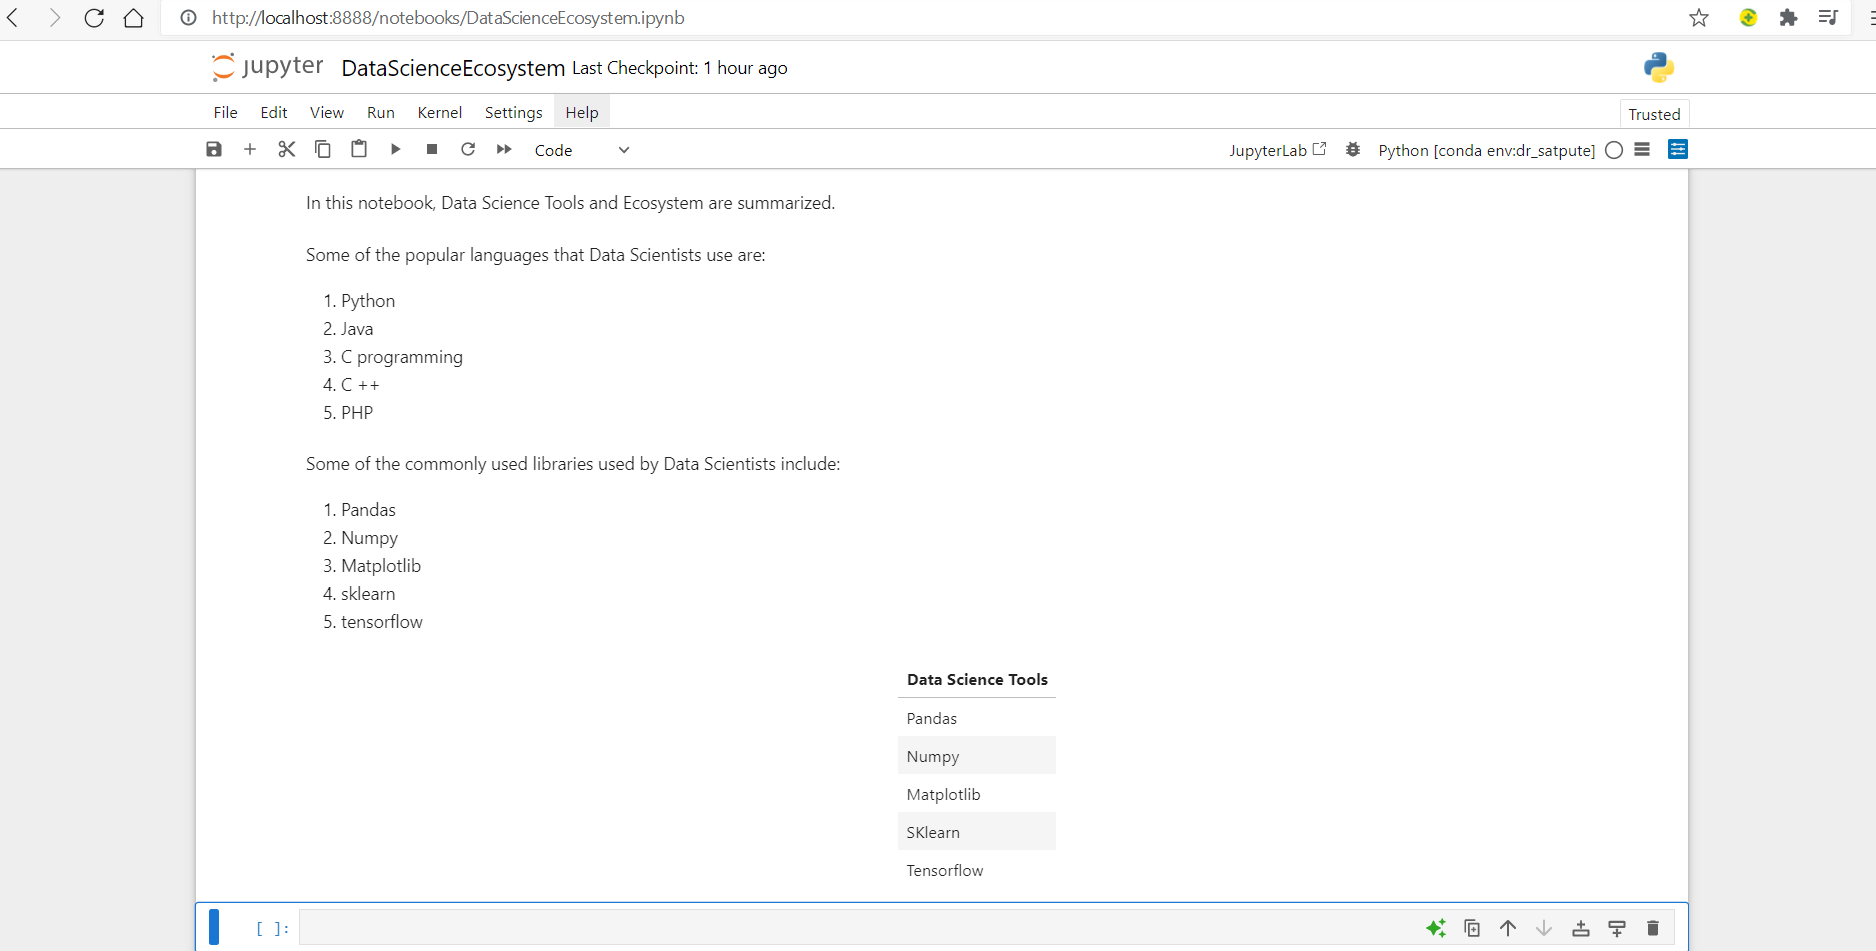 http://localhost:8888/notebooks/DataScienceEcosystem.ipynb
jupyter DataScienceEcosystem Last Checkpoint: 1 hour ago
File Edit View Run Kernel Settings Help Trusted
Code JupyterLab Python [conda env:dr_satpute]
In this notebook, Data Science Tools and Ecosystem are summarized.
Some of the popular languages that Data Scientists use are:
1. Python
2. Java
3. C programming
4. C ++
5. PHP
Some of the commonly used libraries used by Data Scientists include:
1. Pandas
2. Numpy
3. Matplotlib
4. sklearn
5. tensorflow
Data Science Tools
Pandas
Numpy
Matplotlib
SKlearn
Tensorflow
[ ]: